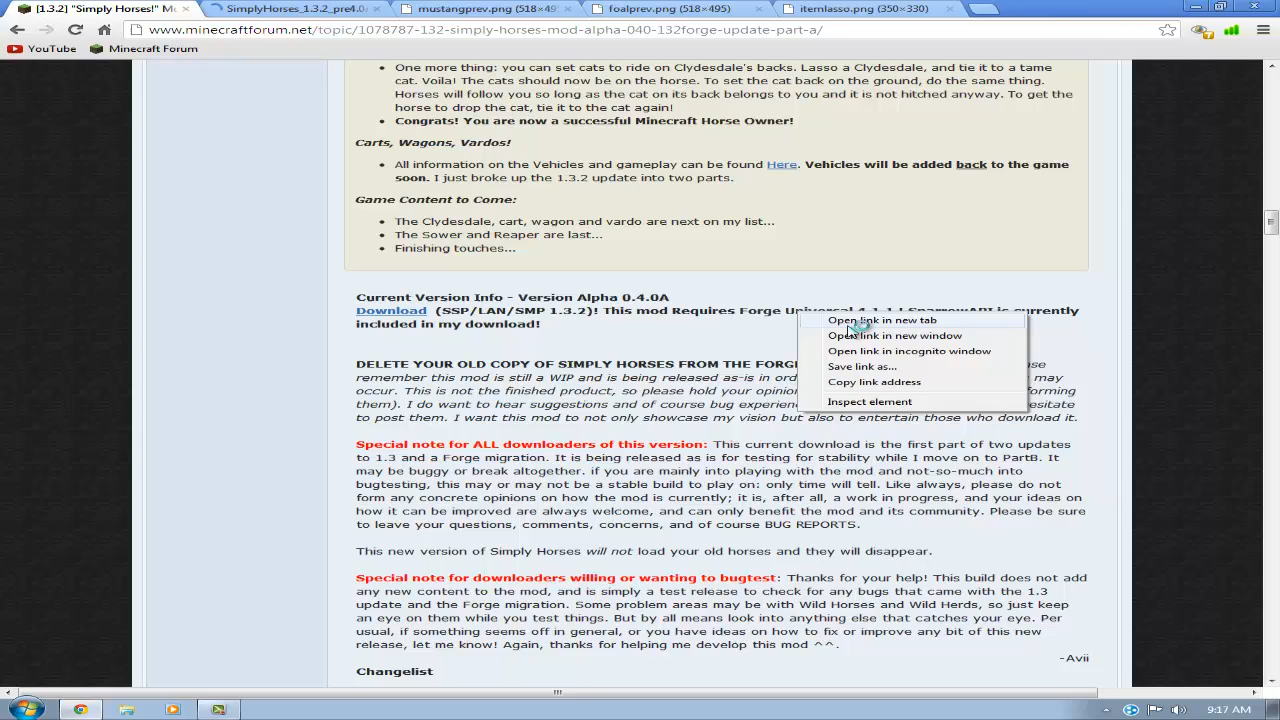 [1.3.2] "Simply Horses!" Mo
SimplyHorses_1.3.2_pre4.0
mustangprev.png (518×49
foalprev.png (518×495)
itemlasso.png (350×330)
www.minecraftforum.net/topic/1078787-132-simply-horses-mod-alpha-040-132forge-update-part-a/
YouTube
Minecraft Forum
One more thing: you can set cats to ride on Clydesdale's backs. Lasso a Clydesdale, and tie it to a tame
cat. Voila! The cats should now be on the horse. To set the cat back on the ground, do the same thing.
Horses will follow you so long as the cat on its back belongs to you and it is not hitched anyway. To get the
horse to drop the cat, tie it to the cat again!
Congrats! You are now a successful Minecraft Horse Owner!
Carts, Wagons, Vardos!
All information on the Vehicles and gameplay can be found Here. Vehicles will be added back to the game
soon. I just broke up the 1.3.2 update into two parts.
Game Content to Come:
The Clydesdale, cart, wagon and vardo are next on my list...
The Sower and Reaper are last...
Finishing touches...
Current Version Info - Version Alpha 0.4.0A
Download (SSP/LAN/SMP 1.3.2)! This mod Requires Forge Universal 4.1.1! SparrowAPI is currently
included in my download!
Open link in new tab
Open link in new window
Open link in incognito window
Save link as...
Copy link address
Inspect element
DELETE YOUR OLD COPY OF SIMPLY HORSES FROM THE FORGE
remember this mod is still a WIP and is being released as-is in ord may
occur. This is not the finished product, so please hold your opinion forming
them). I do want to hear suggestions and of course bug experience esitate
to post them. I want this mod to not only showcase my vision but also to entertain those who download it.
Special note for ALL downloaders of this version: This current download is the first part of two updates
to 1.3 and a Forge migration. It is being released as is for testing for stability while I move on to PartB. It
may be buggy or break altogether. if you are mainly into playing with the mod and not-so-much into
bugtesting, this may or may not be a stable build to play on: only time will tell. Like always, please do not
form any concrete opinions on how the mod is currently; it is, after all, a work in progress, and your ideas on
how it can be improved are always welcome, and can only benefit the mod and its community. Please be sure
to leave your questions, comments, concerns, and of course BUG REPORTS.
This new version of Simply Horses will not load your old horses and they will disappear.
Special note for downloaders willing or wanting to bugtest: Thanks for your help! This build does not add
any new content to the mod, and is simply a test release to check for any bugs that came with the 1.3
update and the Forge migration. Some problem areas may be with Wild Horses and Wild Herds, so just keep
an eye on them while you test things. But by all means look into anything else that catches your eye. Per
usual, if something seems off in general, or you have ideas on how to fix or improve any bit of this new
release, let me know! Again, thanks for helping me develop this mod ^^.
-Avii
Changelist
9:17 AM